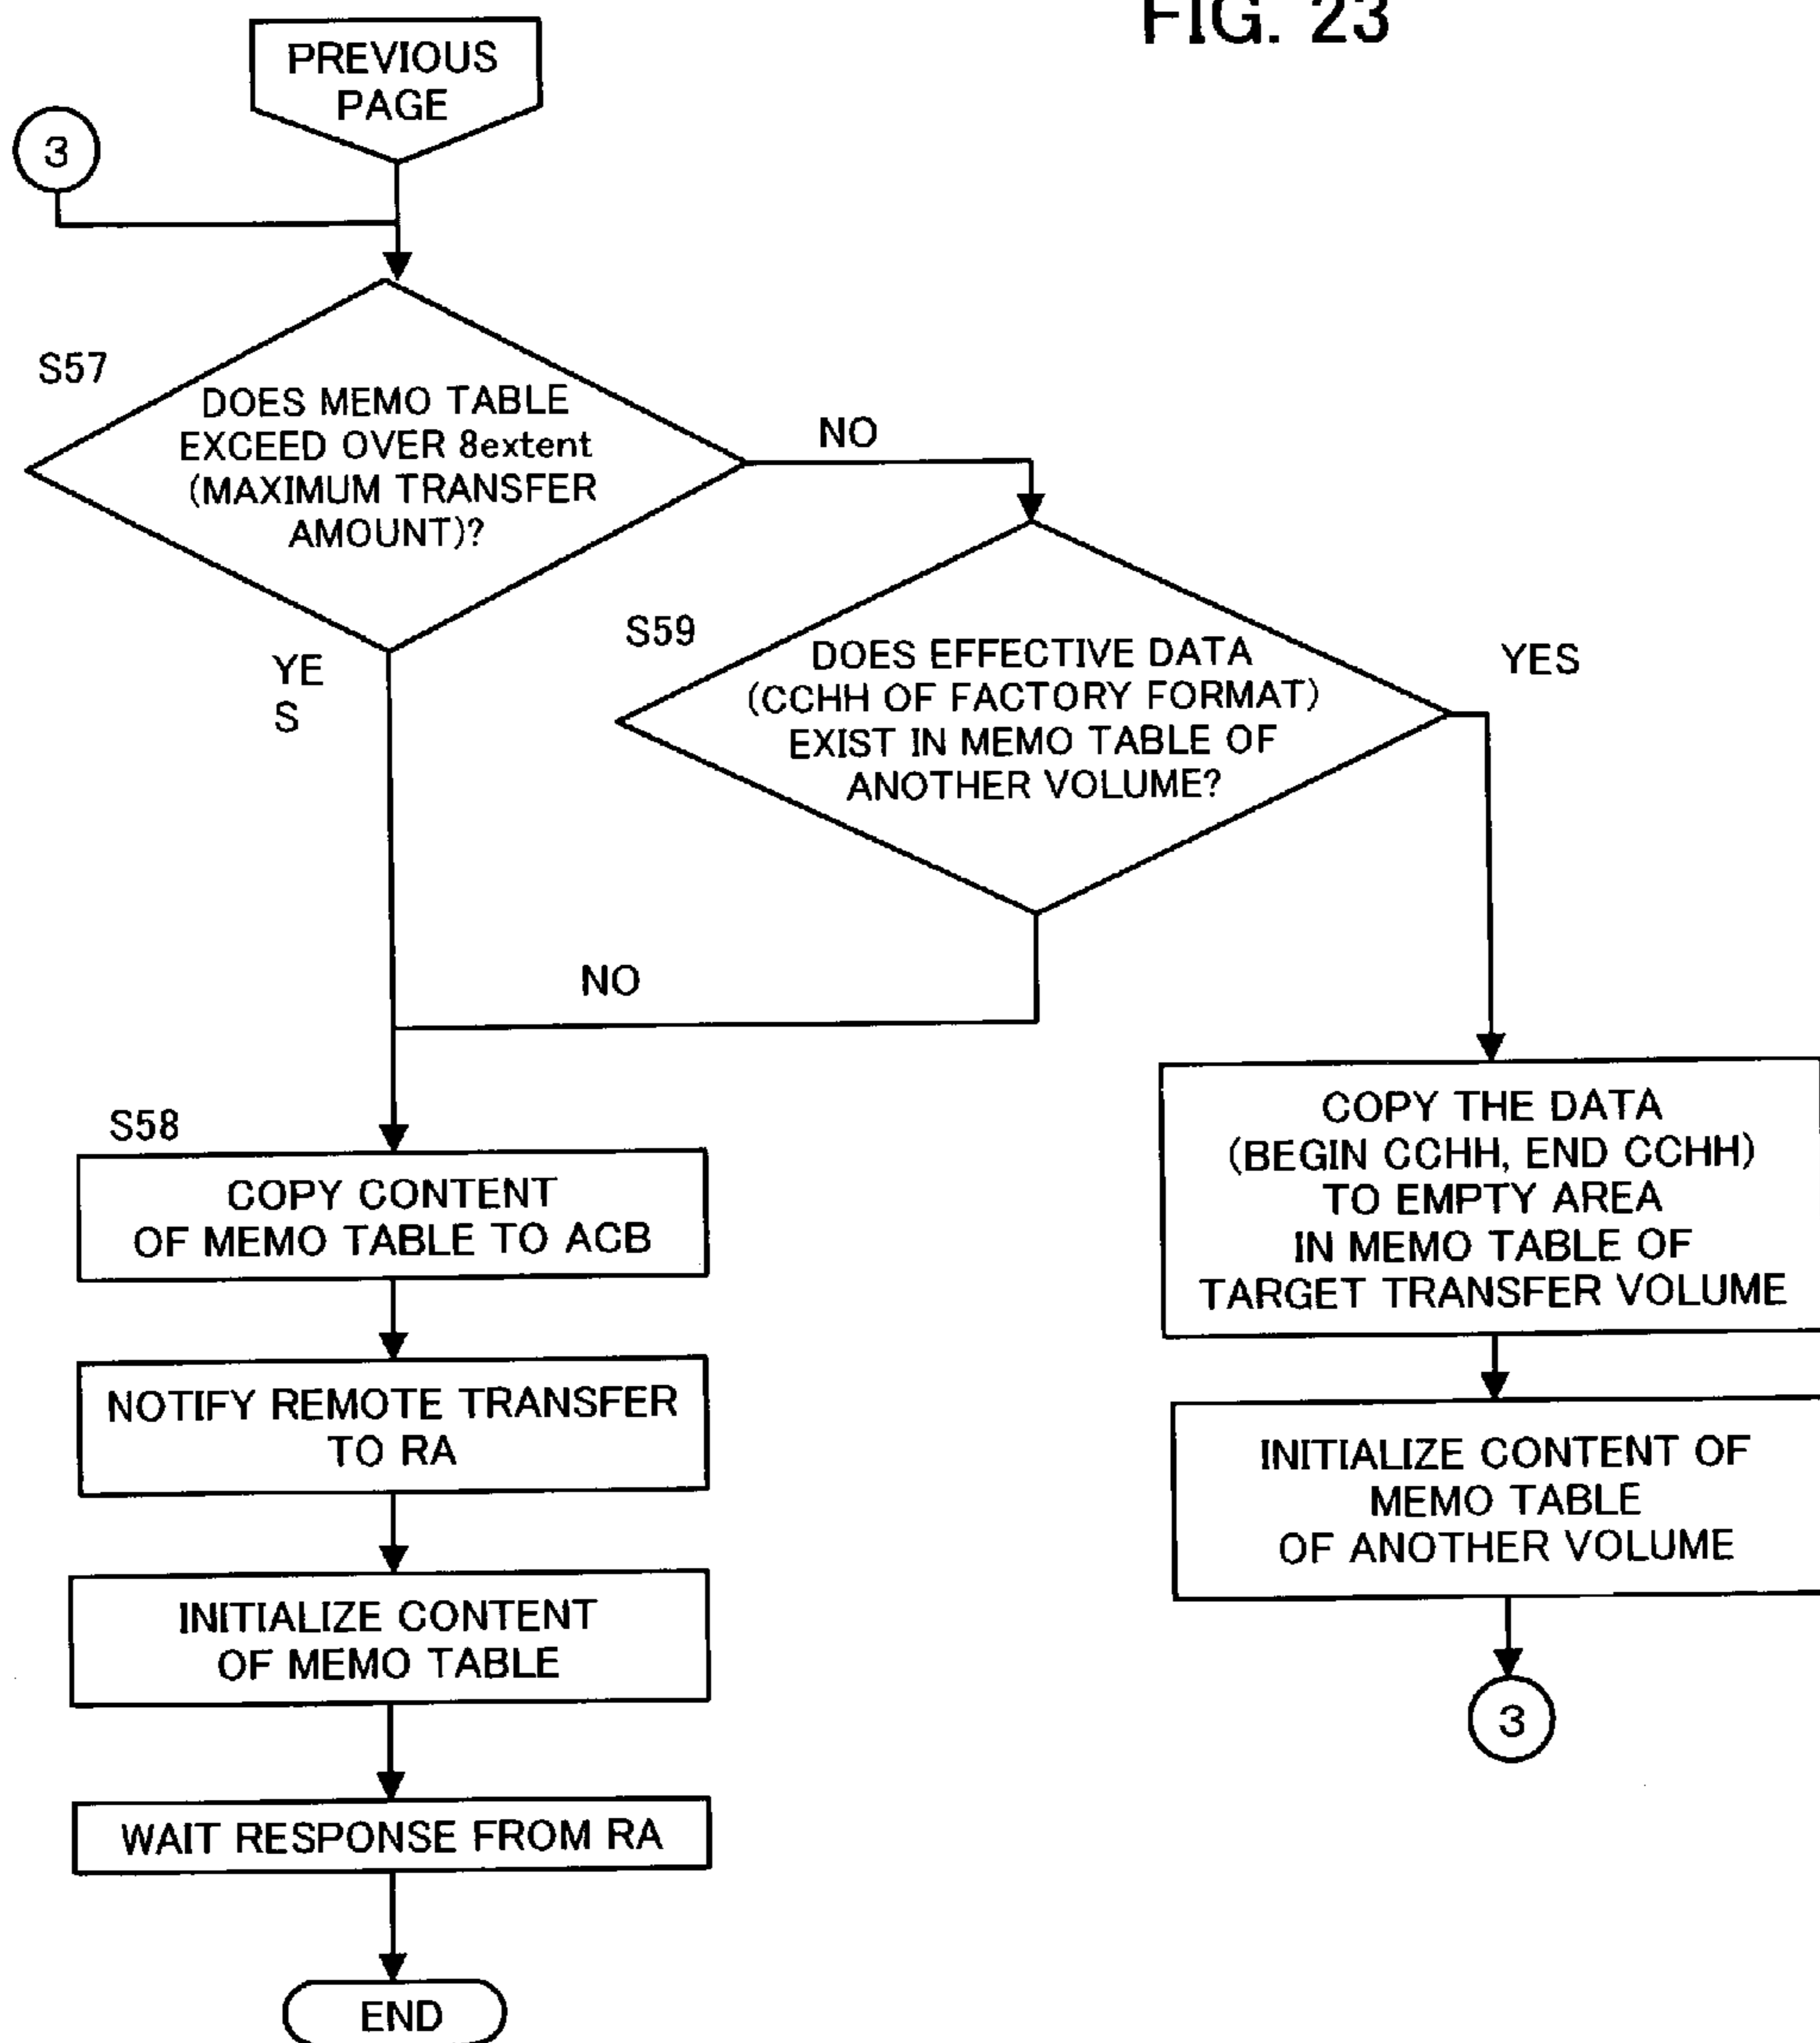 FIG. 23
PREVIOUS
PAGE
3
S57
DOES MEMO TABLE
EXCEED OVER 8extent
(MAXIMUM TRANSFER
AMOUNT)?
NO
YE
S
S59
DOES EFFECTIVE DATA
(CCHH OF FACTORY FORMAT)
EXIST IN MEMO TABLE OF
ANOTHER VOLUME?
YES
NO
S58
COPY CONTENT
OF MEMO TABLE TO ACB
NOTIFY REMOTE TRANSFER
TO RA
INITIALIZE CONTENT
OF MEMO TABLE
WAIT RESPONSE FROM RA
END
COPY THE DATA
(BEGIN CCHH, END CCHH)
TO EMPTY AREA
IN MEMO TABLE OF
TARGET TRANSFER VOLUME
INITIALIZE CONTENT OF
MEMO TABLE
OF ANOTHER VOLUME
3